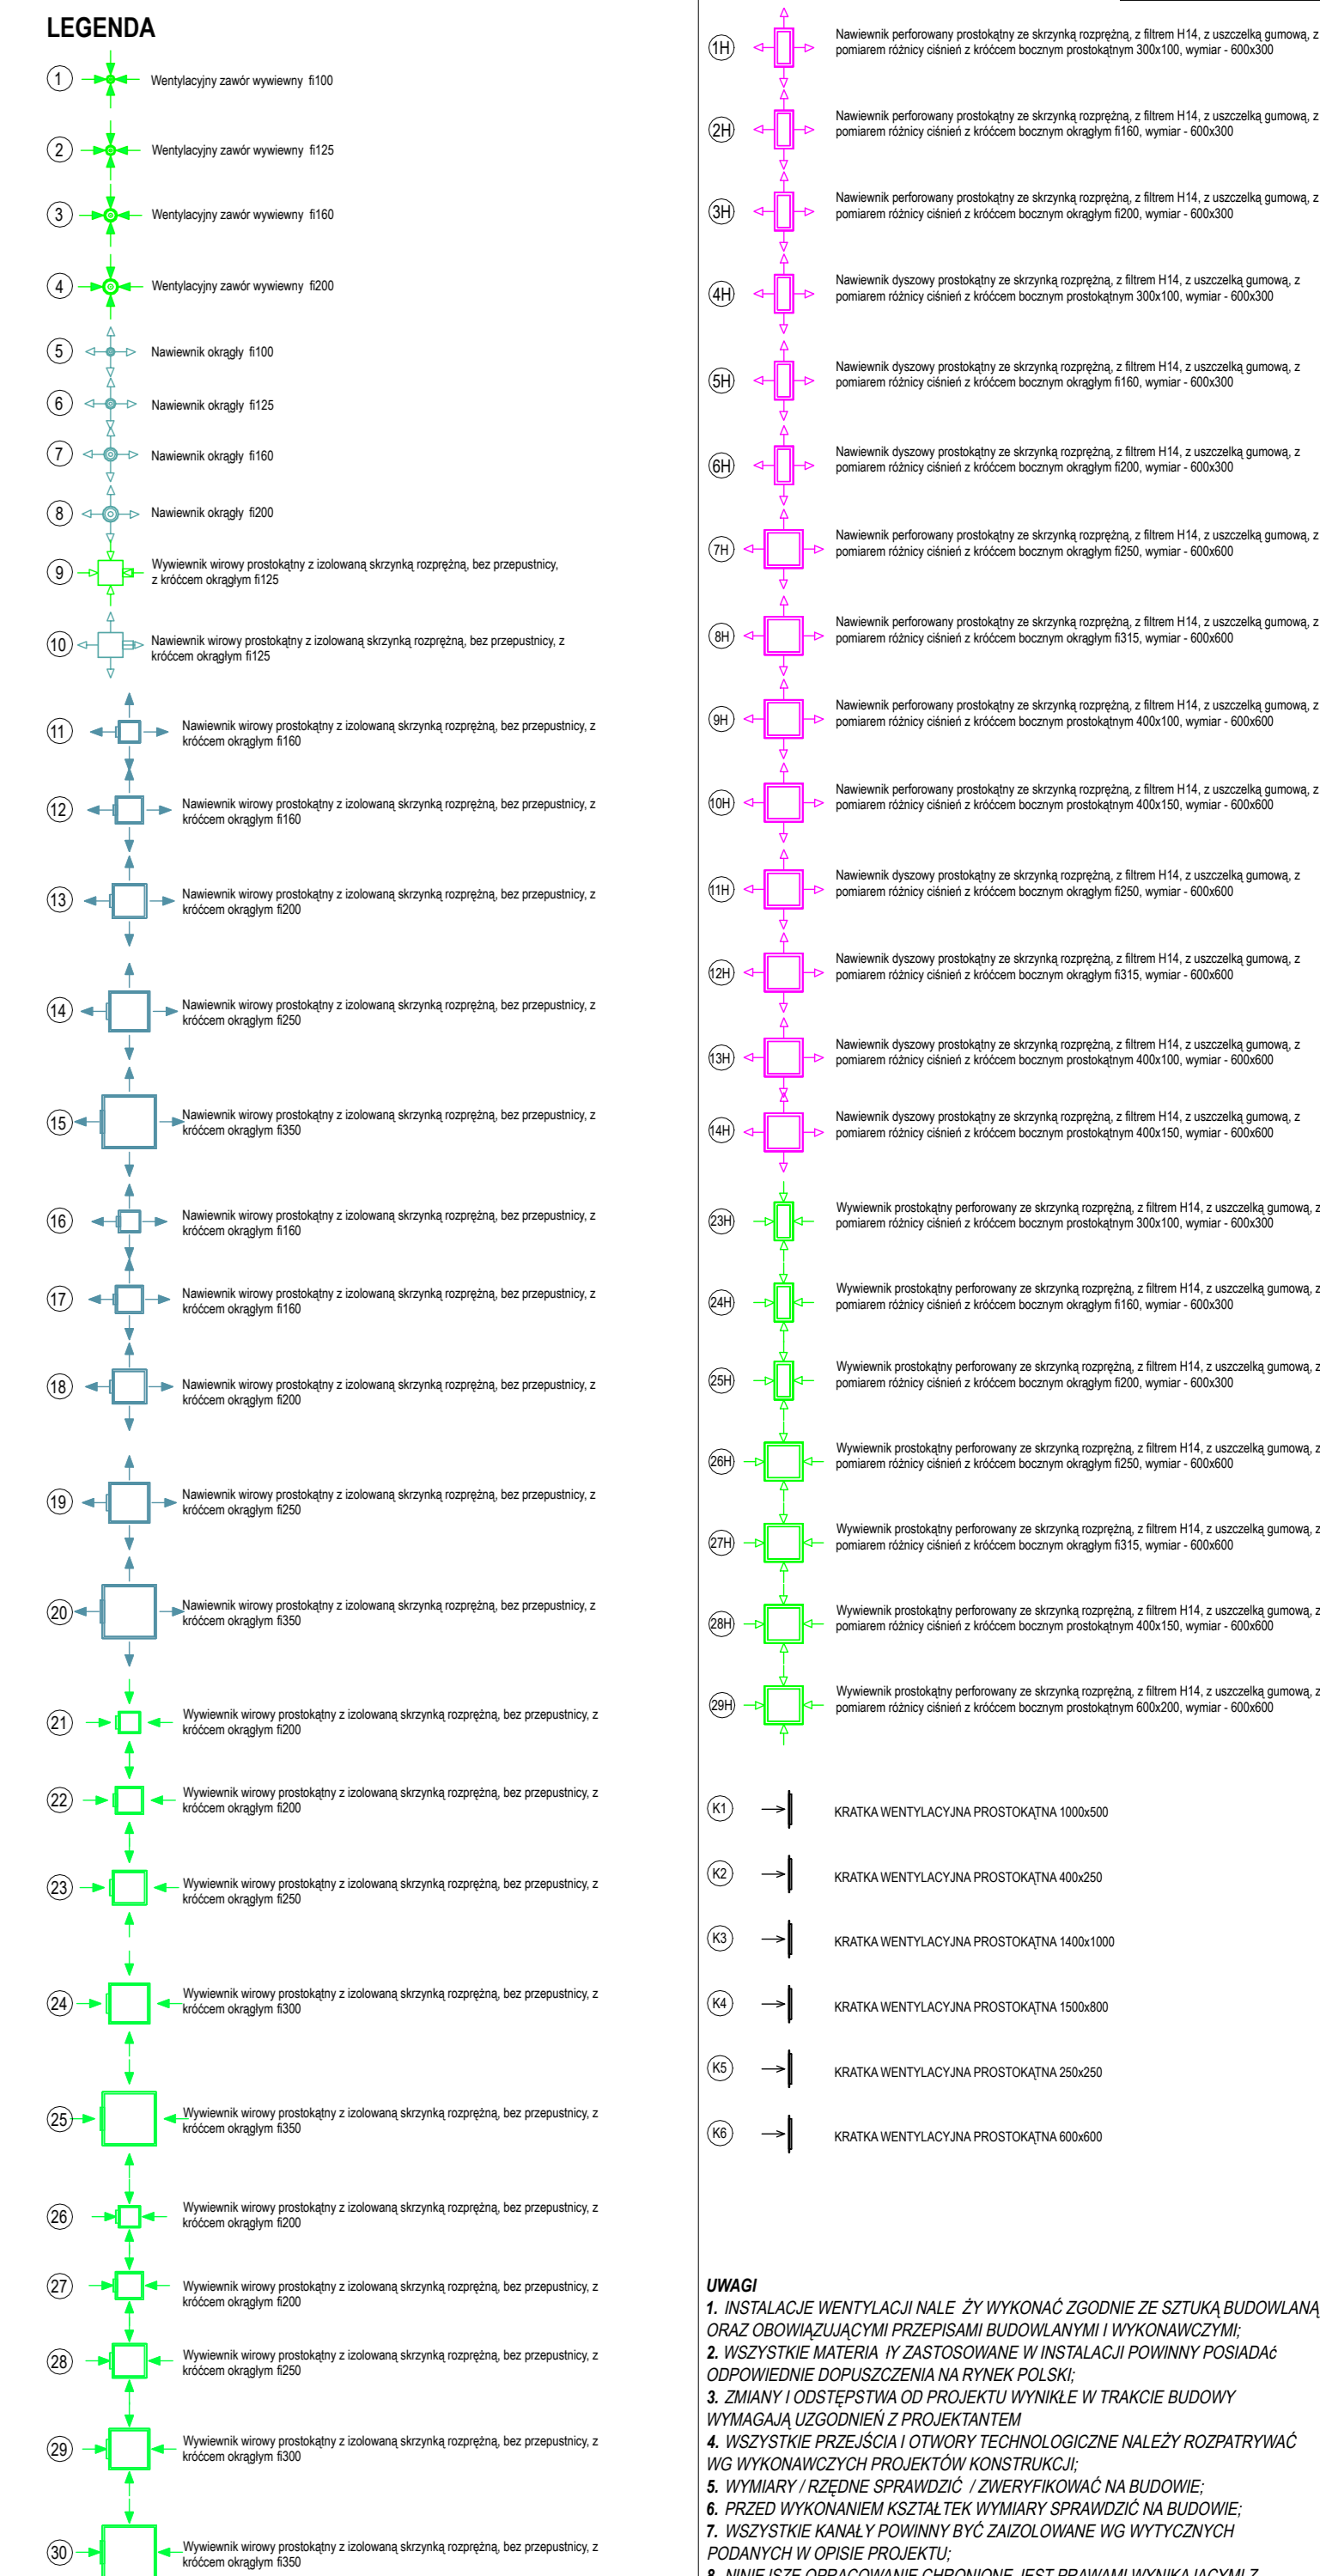 LEGENDA
1
Wentylacyjny zawór wywiewny fi100
2
Wentylacyjny zawór wywiewny fi125
3
Wentylacyjny zawór wywiewny fi160
4
Wentylacyjny zawór wywiewny fi200
5
Nawiewnik okrągły fi100
6
Nawiewnik okrągły fi125
7
Nawiewnik okrągły fi160
8
Nawiewnik okrągły fi200
9
Wywiewnik wirowy prostokątny z izolowaną skrzynką rozprężną, bez przepustnicy,
z króćcem okrągłym fi125
10
Nawiewnik wirowy prostokątny z izolowaną skrzynką rozprężną, bez przepustnicy, z
króćcem okrągłym fi125
11
Nawiewnik wirowy prostokątny z izolowaną skrzynką rozprężną, bez przepustnicy, z
króćcem okrągłym fi160
12
Nawiewnik wirowy prostokątny z izolowaną skrzynką rozprężną, bez przepustnicy, z
króćcem okrągłym fi160
13
Nawiewnik wirowy prostokątny z izolowaną skrzynką rozprężną, bez przepustnicy, z
króćcem okrągłym fi200
14
Nawiewnik wirowy prostokątny z izolowaną skrzynką rozprężną, bez przepustnicy, z
króćcem okrągłym fi250
15
Nawiewnik wirowy prostokątny z izolowaną skrzynką rozprężną, bez przepustnicy, z
króćcem okrągłym fi350
16
Nawiewnik wirowy prostokątny z izolowaną skrzynką rozprężną, bez przepustnicy, z
króćcem okrągłym fi160
17
Nawiewnik wirowy prostokątny z izolowaną skrzynką rozprężną, bez przepustnicy, z
króćcem okrągłym fi160
18
Nawiewnik wirowy prostokątny z izolowaną skrzynką rozprężną, bez przepustnicy, z
króćcem okrągłym fi200
19
Nawiewnik wirowy prostokątny z izolowaną skrzynką rozprężną, bez przepustnicy, z
króćcem okrągłym fi250
20
Nawiewnik wirowy prostokątny z izolowaną skrzynką rozprężną, bez przepustnicy, z
króćcem okrągłym fi350
21
Wywiewnik wirowy prostokątny z izolowaną skrzynką rozprężną, bez przepustnicy, z
króćcem okrągłym fi200
22
Wywiewnik wirowy prostokątny z izolowaną skrzynką rozprężną, bez przepustnicy, z
króćcem okrągłym fi200
23
Wywiewnik wirowy prostokątny z izolowaną skrzynką rozprężną, bez przepustnicy, z
króćcem okrągłym fi250
24
Wywiewnik wirowy prostokątny z izolowaną skrzynką rozprężną, bez przepustnicy, z
króćcem okrągłym fi300
25
Wywiewnik wirowy prostokątny z izolowaną skrzynką rozprężną, bez przepustnicy, z
króćcem okrągłym fi350
26
Wywiewnik wirowy prostokątny z izolowaną skrzynką rozprężną, bez przepustnicy, z
króćcem okrągłym fi200
27
Wywiewnik wirowy prostokątny z izolowaną skrzynką rozprężną, bez przepustnicy, z
króćcem okrągłym fi200
28
Wywiewnik wirowy prostokątny z izolowaną skrzynką rozprężną, bez przepustnicy, z
króćcem okrągłym fi250
29
Wywiewnik wirowy prostokątny z izolowaną skrzynką rozprężną, bez przepustnicy, z
króćcem okrągłym fi300
30
Wywiewnik wirowy prostokątny z izolowaną skrzynką rozprężną, bez przepustnicy, z
króćcem okrągłym fi350
1H
Nawiewnik perforowany prostokątny ze skrzynką rozprężną, z filtrem H14, z uszczelką gumową, z
pomiarem różnicy ciśnień z króćcem bocznym prostokątnym 300x100, wymiar - 600x300
2H
Nawiewnik perforowany prostokątny ze skrzynką rozprężną, z filtrem H14, z uszczelką gumową, z
pomiarem różnicy ciśnień z króćcem bocznym okrągłym fi160, wymiar - 600x300
3H
Nawiewnik perforowany prostokątny ze skrzynką rozprężną, z filtrem H14, z uszczelką gumową, z
pomiarem różnicy ciśnień z króćcem bocznym okrągłym fi200, wymiar - 600x300
4H
Nawiewnik dyszowy prostokątny ze skrzynką rozprężną, z filtrem H14, z uszczelką gumową, z
pomiarem różnicy ciśnień z króćcem bocznym prostokątnym 300x100, wymiar - 600x300
5H
Nawiewnik dyszowy prostokątny ze skrzynką rozprężną, z filtrem H14, z uszczelką gumową, z
pomiarem różnicy ciśnień z króćcem bocznym okrągłym fi160, wymiar - 600x300
6H
Nawiewnik dyszowy prostokątny ze skrzynką rozprężną, z filtrem H14, z uszczelką gumową, z
pomiarem różnicy ciśnień z króćcem bocznym okrągłym fi200, wymiar - 600x300
7H
Nawiewnik perforowany prostokątny ze skrzynką rozprężną, z filtrem H14, z uszczelką gumową, z
pomiarem różnicy ciśnień z króćcem bocznym okrągłym fi250, wymiar - 600x600
8H
Nawiewnik perforowany prostokątny ze skrzynką rozprężną, z filtrem H14, z uszczelką gumową, z
pomiarem różnicy ciśnień z króćcem bocznym okrągłym fi315, wymiar - 600x600
9H
Nawiewnik perforowany prostokątny ze skrzynką rozprężną, z filtrem H14, z uszczelką gumową, z
pomiarem różnicy ciśnień z króćcem bocznym prostokątnym 400x100, wymiar - 600x600
10H
Nawiewnik perforowany prostokątny ze skrzynką rozprężną, z filtrem H14, z uszczelką gumową, z
pomiarem różnicy ciśnień z króćcem bocznym prostokątnym 400x150, wymiar - 600x600
11H
Nawiewnik dyszowy prostokątny ze skrzynką rozprężną, z filtrem H14, z uszczelką gumową, z
pomiarem różnicy ciśnień z króćcem bocznym okrągłym fi250, wymiar - 600x600
12H
Nawiewnik dyszowy prostokątny ze skrzynką rozprężną, z filtrem H14, z uszczelką gumową, z
pomiarem różnicy ciśnień z króćcem bocznym okrągłym fi315, wymiar - 600x600
13H
Nawiewnik dyszowy prostokątny ze skrzynką rozprężną, z filtrem H14, z uszczelką gumową, z
pomiarem różnicy ciśnień z króćcem bocznym prostokątnym 400x100, wymiar - 600x600
14H
Nawiewnik dyszowy prostokątny ze skrzynką rozprężną, z filtrem H14, z uszczelką gumową, z
pomiarem różnicy ciśnień z króćcem bocznym prostokątnym 400x150, wymiar - 600x600
23H
Wywiewnik prostokątny perforowany ze skrzynką rozprężną, z filtrem H14, z uszczelką gumową, z
pomiarem różnicy ciśnień z króćcem bocznym prostokątnym 300x100, wymiar - 600x300
24H
Wywiewnik prostokątny perforowany ze skrzynką rozprężną, z filtrem H14, z uszczelką gumową, z
pomiarem różnicy ciśnień z króćcem bocznym okrągłym fi160, wymiar - 600x300
25H
Wywiewnik prostokątny perforowany ze skrzynką rozprężną, z filtrem H14, z uszczelką gumową, z
pomiarem różnicy ciśnień z króćcem bocznym okrągłym fi200, wymiar - 600x300
26H
Wywiewnik prostokątny perforowany ze skrzynką rozprężną, z filtrem H14, z uszczelką gumową, z
pomiarem różnicy ciśnień z króćcem bocznym okrągłym fi250, wymiar - 600x600
27H
Wywiewnik prostokątny perforowany ze skrzynką rozprężną, z filtrem H14, z uszczelką gumową, z
pomiarem różnicy ciśnień z króćcem bocznym okrągłym fi315, wymiar - 600x600
28H
Wywiewnik prostokątny perforowany ze skrzynką rozprężną, z filtrem H14, z uszczelką gumową, z
pomiarem różnicy ciśnień z króćcem bocznym prostokątnym 400x150, wymiar - 600x600
29H
Wywiewnik prostokątny perforowany ze skrzynką rozprężną, z filtrem H14, z uszczelką gumową, z
pomiarem różnicy ciśnień z króćcem bocznym prostokątnym 600x200, wymiar - 600x600
K1
KRATKA WENTYLACYJNA PROSTOKĄTNA 1000x500
K2
KRATKA WENTYLACYJNA PROSTOKĄTNA 400x250
K3
KRATKA WENTYLACYJNA PROSTOKĄTNA 1400x1000
K4
KRATKA WENTYLACYJNA PROSTOKĄTNA 1500x800
K5
KRATKA WENTYLACYJNA PROSTOKĄTNA 250x250
K6
KRATKA WENTYLACYJNA PROSTOKĄTNA 600x600
UWAGI
1. INSTALACJE WENTYLACJI NALE ŻY WYKONAĆ ZGODNIE ZE SZTUKĄ BUDOWLANĄ
ORAZ OBOWIĄZUJĄCYMI PRZEPISAMI BUDOWLANYMI I WYKONAWCZYMI;
2. WSZYSTKIE MATERIA łY ZASTOSOWANE W INSTALACJI POWINNY POSIADAć
ODPOWIEDNIE DOPUSZCZENIA NA RYNEK POLSKI;
3. ZMIANY I ODSTĘPSTWA OD PROJEKTU WYNIKŁE W TRAKCIE BUDOWY
WYMAGAJĄ UZGODNIEŃ Z PROJEKTANTEM
4. WSZYSTKIE PRZEJŚCIA I OTWORY TECHNOLOGICZNE NALEŻY ROZPATRYWAĆ
WG WYKONAWCZYCH PROJEKTÓW KONSTRUKCJI;
5. WYMIARY / RZĘDNE SPRAWDZIĆ / ZWERYFIKOWAĆ NA BUDOWIE;
6. PRZED WYKONANIEM KSZTAŁTEK WYMIARY SPRAWDZIĆ NA BUDOWIE;
7. WSZYSTKIE KANAŁY POWINNY BYĆ ZAIZOLOWANE WG WYTYCZNYCH
PODANYCH W OPISIE PROJEKTU;
8. NINIEJSZE OPRACOWANIE CHRONIONE JEST PRAWAMI WYNIKAJĄCYMI Z